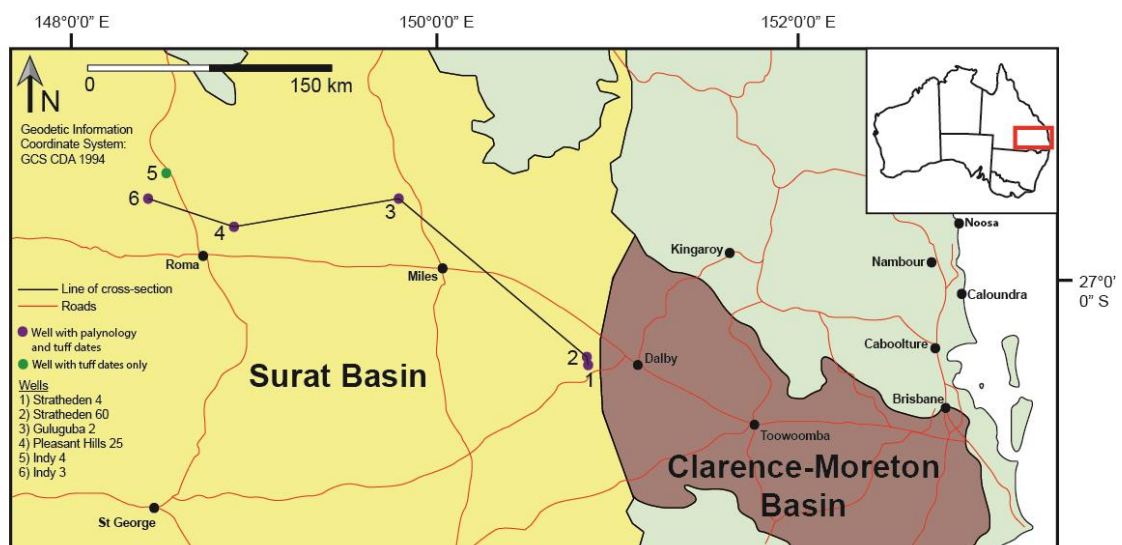 148°0'0" E
150°0'0" E
152°0'0" E
0
150 km
N
Geodetic Information
Coordinate System:
GCS CDA 1994
5
6
4
3
Roma
Miles
Kingaroy
Noosa
Nambour
27°0'
0" S
Caloundra
Line of cross-section
Roads
Well with palynology
and tuff dates
Well with tuff dates only
Wells
1) Stratheden 4
2) Stratheden 60
3) Guluguba 2
4) Pleasant Hills 25
5) Indy 4
6) Indy 3
Surat Basin
2
1
Dalby
Caboolture
Brisbane
Toowoomba
Clarence-Moreton
Basin
St George